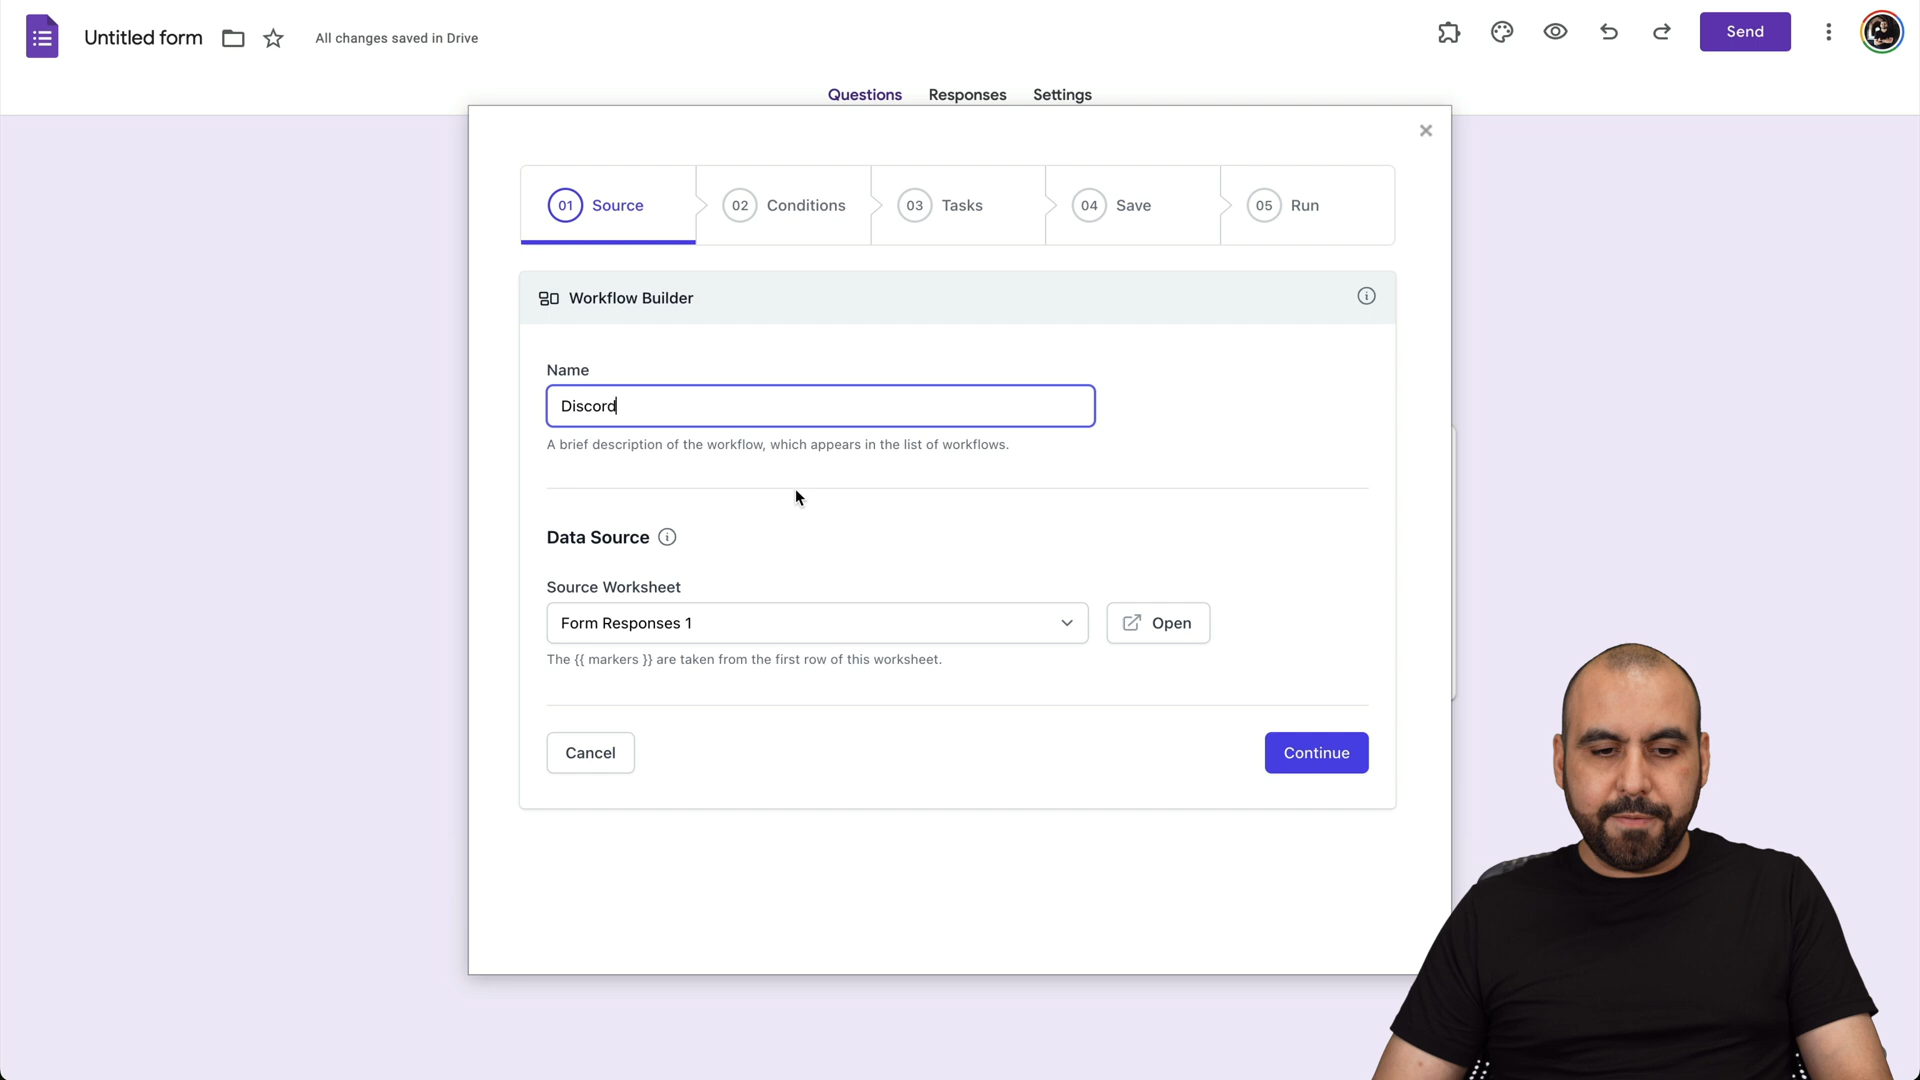 Untitled form
All changes saved in Drive
Send
Questions Responses Settings
01 Source
02 Conditions
03 Tasks
04 Save
05 Run
Workflow Builder
Name
Discord
A brief description of the workflow, which appears in the list of workflows.
Data Source
Source Worksheet
Form Responses 1
Open
The {{ markers }} are taken from the first row of this worksheet.
Cancel
Continue